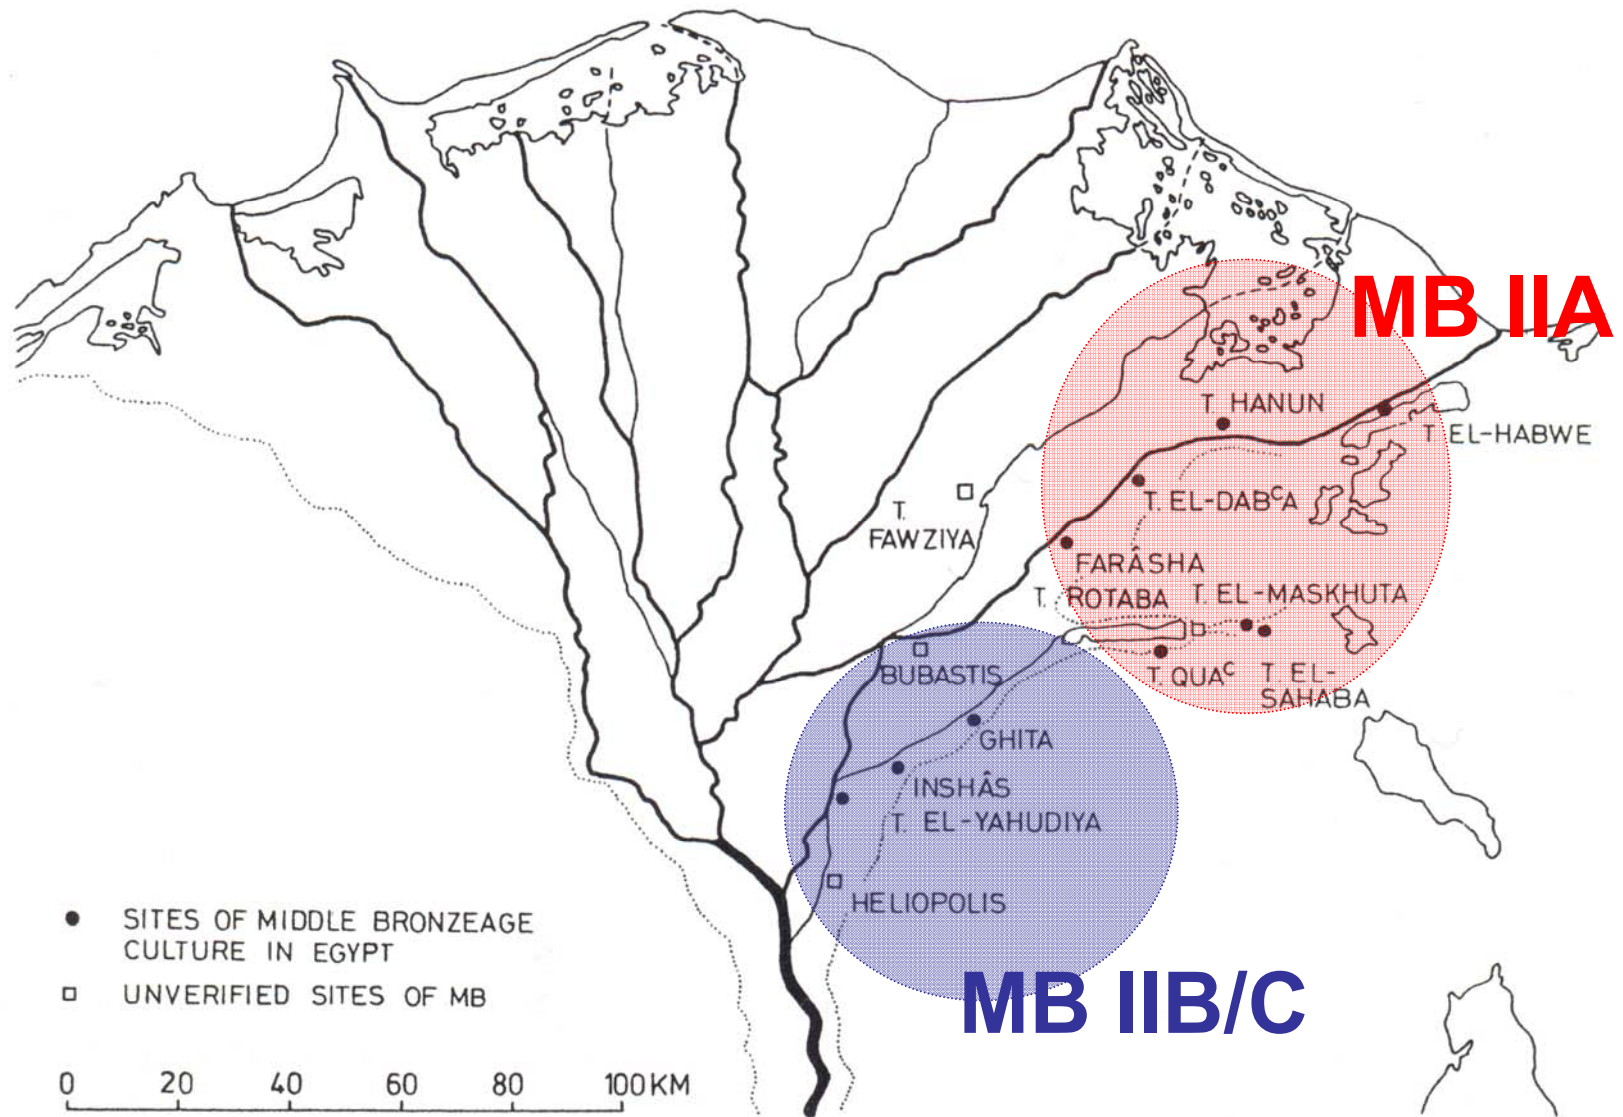 MB IIA
T. HANUN
T. EL-HABWE
T. EL-DABᶜA
T.
FAWZIYA
FARÂSHA
T. ROTABA
T. EL-MASKHUTA
BUBASTIS
T. QUAᶜ
T. EL-
SAHABA
GHITA
INSHÂS
T. EL-YAHUDIYA
HELIOPOLIS
MB IIB/C
● SITES OF MIDDLE BRONZEAGE
CULTURE IN EGYPT
□ UNVERIFIED SITES OF MB
0 20 40 60 80 100 KM